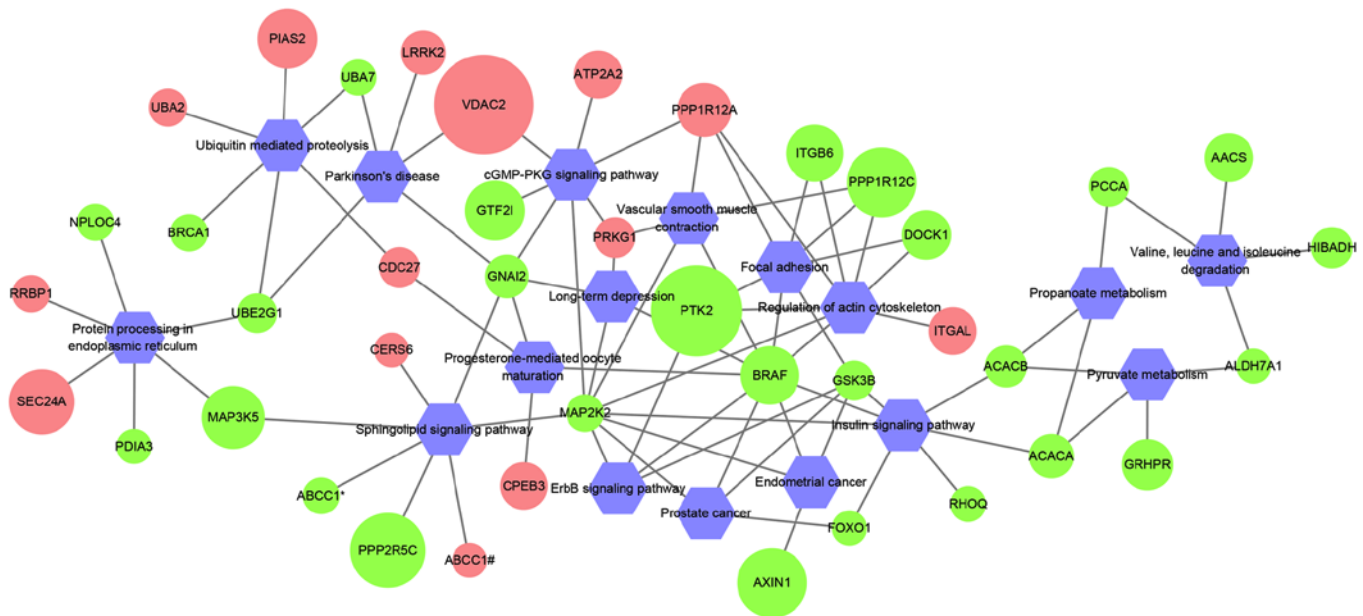 PIAS2
LRRK2
UBA7
ATP2A2
VDAC2
UBA2
PPP1R12A
Ubiquitin mediated proteolysis
ITGB6
AACS
Parkinson's disease
cGMP-PKG signaling pathway
PPP1R12C
PCCA
GTF2I
Vascular smooth muscle
contraction
NPLOC4
BRCA1
PRKG1
DOCK1
HIBADH
Valine, leucine and isoleucine
degradation
CDC27
GNAI2
Focal adhesion
RRBP1
Long-term depression
Propanoate metabolism
UBE2G1
PTK2
Regulation of actin cytoskeleton
Protein processing in
endoplasmic reticulum
ITGAL
CERS6
Progesterone-mediated oocyte
maturation
ACACB
Pyruvate metabolism
ALDH7A1
BRAF
GSK3B
SEC24A
MAP3K5
MAP2K2
Sphingolipid signaling pathway
Insulin signaling pathway
PDIA3
ACACA
GRHPR
ABCC1*
CPEB3
ErbB signaling pathway
Endometrial cancer
RHOQ
Prostate cancer
FOXO1
PPP2R5C
ABCC1#
AXIN1